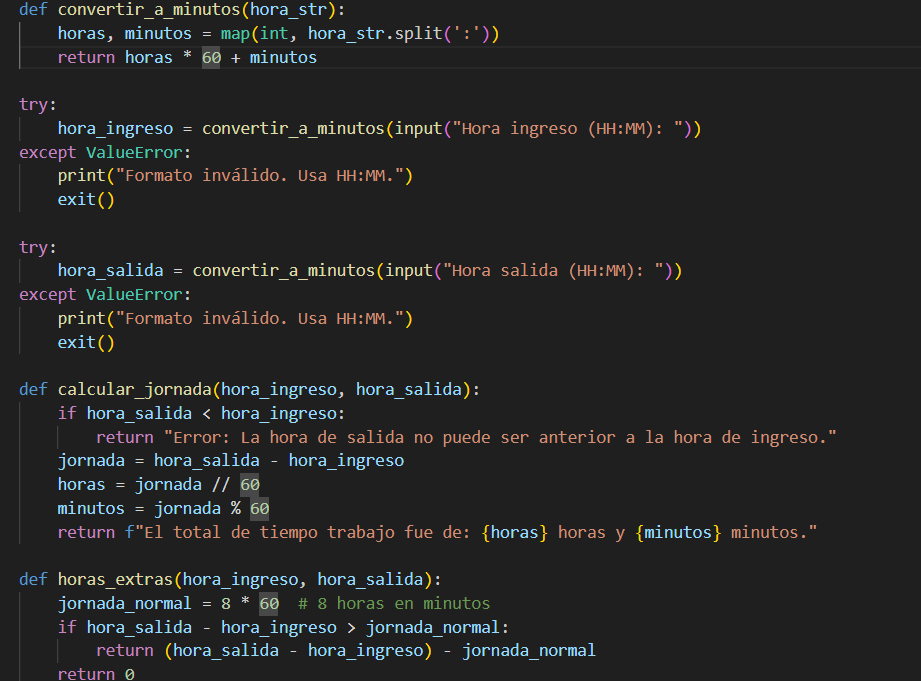 def convertir_a_minutos(hora_str):
    horas, minutos = map(int, hora_str.split(':'))
    return horas * 60 + minutos

try:
    hora_ingreso = convertir_a_minutos(input("Hora ingreso (HH:MM): "))
except ValueError:
    print("Formato inválido. Usa HH:MM.")
    exit()

try:
    hora_salida = convertir_a_minutos(input("Hora salida (HH:MM): "))
except ValueError:
    print("Formato inválido. Usa HH:MM.")
    exit()

def calcular_jornada(hora_ingreso, hora_salida):
    if hora_salida < hora_ingreso:
        return "Error: La hora de salida no puede ser anterior a la hora de ingreso."
    jornada = hora_salida - hora_ingreso
    horas = jornada // 60
    minutos = jornada % 60
    return f"El total de tiempo trabajo fue de: {horas} horas y {minutos} minutos."

def horas_extras(hora_ingreso, hora_salida):
    jornada_normal = 8 * 60  # 8 horas en minutos
    if hora_salida - hora_ingreso > jornada_normal:
        return (hora_salida - hora_ingreso) - jornada_normal
    return 0